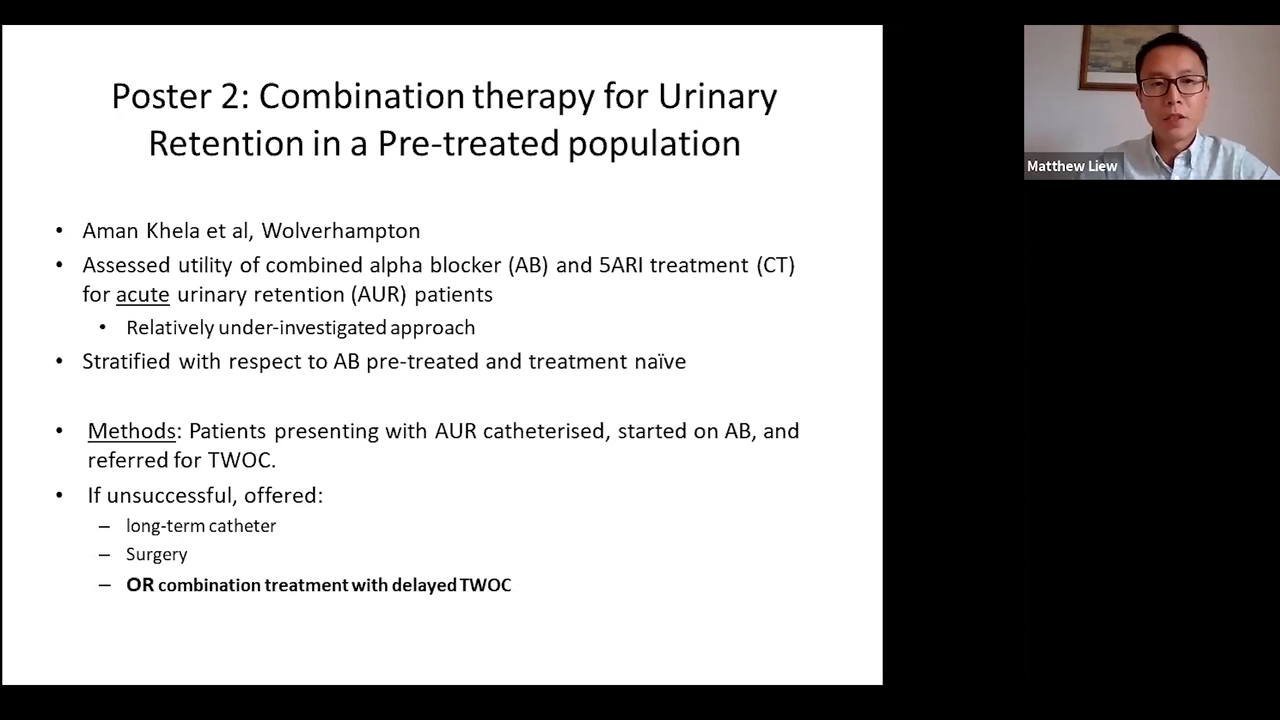 Poster 2: Combination therapy for Urinary
Retention in a Pre-treated population
• Aman Khela et al, Wolverhampton
• Assessed utility of combined alpha blocker (AB) and 5ARI treatment (CT)
for acute urinary retention (AUR) patients
• Relatively under-investigated approach
• Stratified with respect to AB pre-treated and treatment naïve
• Methods: Patients presenting with AUR catheterised, started on AB, and
referred for TWOC.
• If unsuccessful, offered:
– long-term catheter
– Surgery
– OR combination treatment with delayed TWOC
Matthew Liew